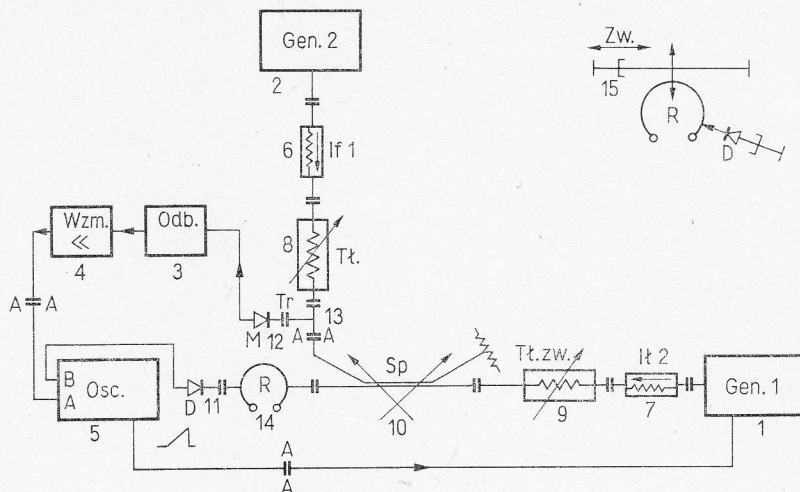 Gen. 2
2
Zw.
15
R
D
6
If 1
8
Tł.
Wzm.
≪
4
Odb.
3
Tr
13
M 12
A A
A A
B
A
Osc.
5
D 11
R
14
Sp
10
Tł.zw.
9
Ił 2
7
Gen. 1
1
A
A